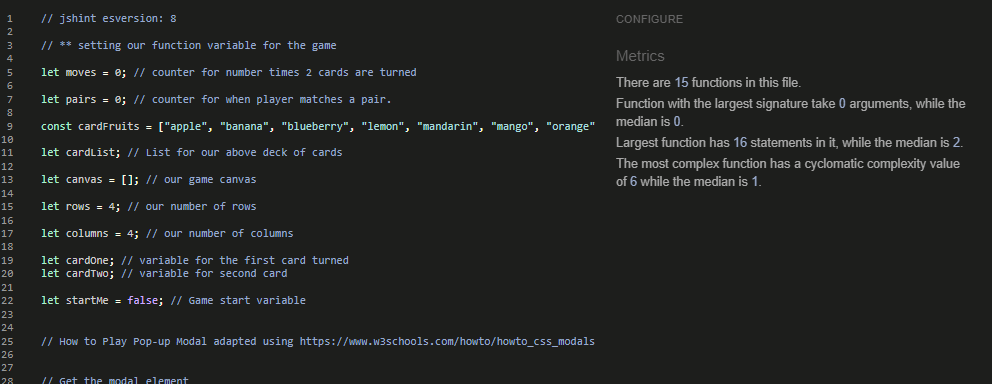 1 // jshint esversion: 8
2
3 // ** setting our function variable for the game
4
5 let moves = 0; // counter for number times 2 cards are turned
6
7 let pairs = 0; // counter for when player matches a pair.
8
9 const cardFruits = ["apple", "banana", "blueberry", "lemon", "mandarin", "mango", "orange"
10
11 let cardList; // List for our above deck of cards
12
13 let canvas = []; // our game canvas
14
15 let rows = 4; // our number of rows
16
17 let columns = 4; // our number of columns
18
19 let cardOne; // variable for the first card turned
20 let cardTwo; // variable for second card
21
22 let startMe = false; // Game start variable
23
24
25 // How to Play Pop-up Modal adapted using https://www.w3schools.com/howto/howto_css_modals
26
27
28 // Get the modal element
CONFIGURE
Metrics
There are 15 functions in this file.
Function with the largest signature take 0 arguments, while the
median is 0.
Largest function has 16 statements in it, while the median is 2.
The most complex function has a cyclomatic complexity value
of 6 while the median is 1.